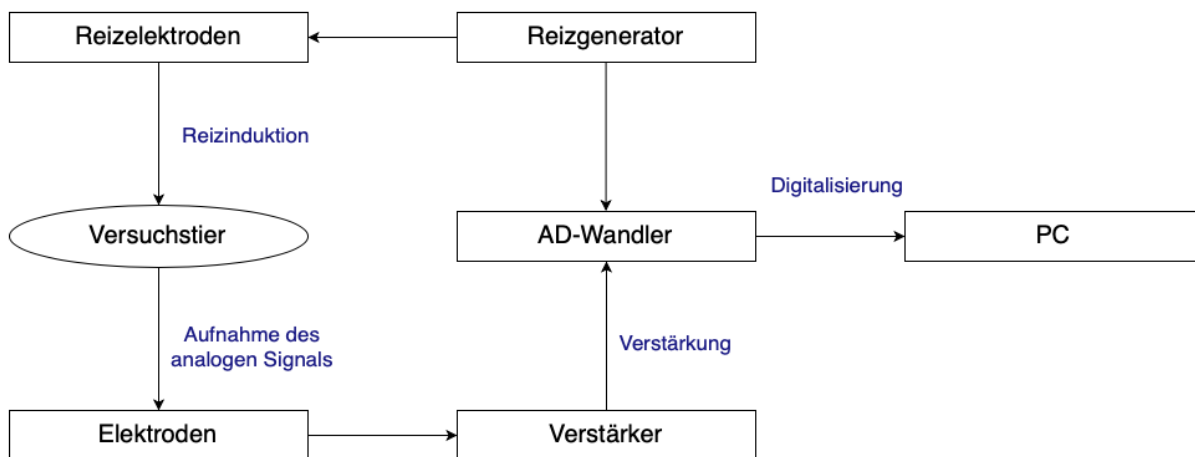 Reizelektroden
Reizgenerator
Reizinduktion
Digitalisierung
Versuchstier
AD-Wandler
PC
Aufnahme des
analogen Signals
Verstärkung
Elektroden
Verstärker